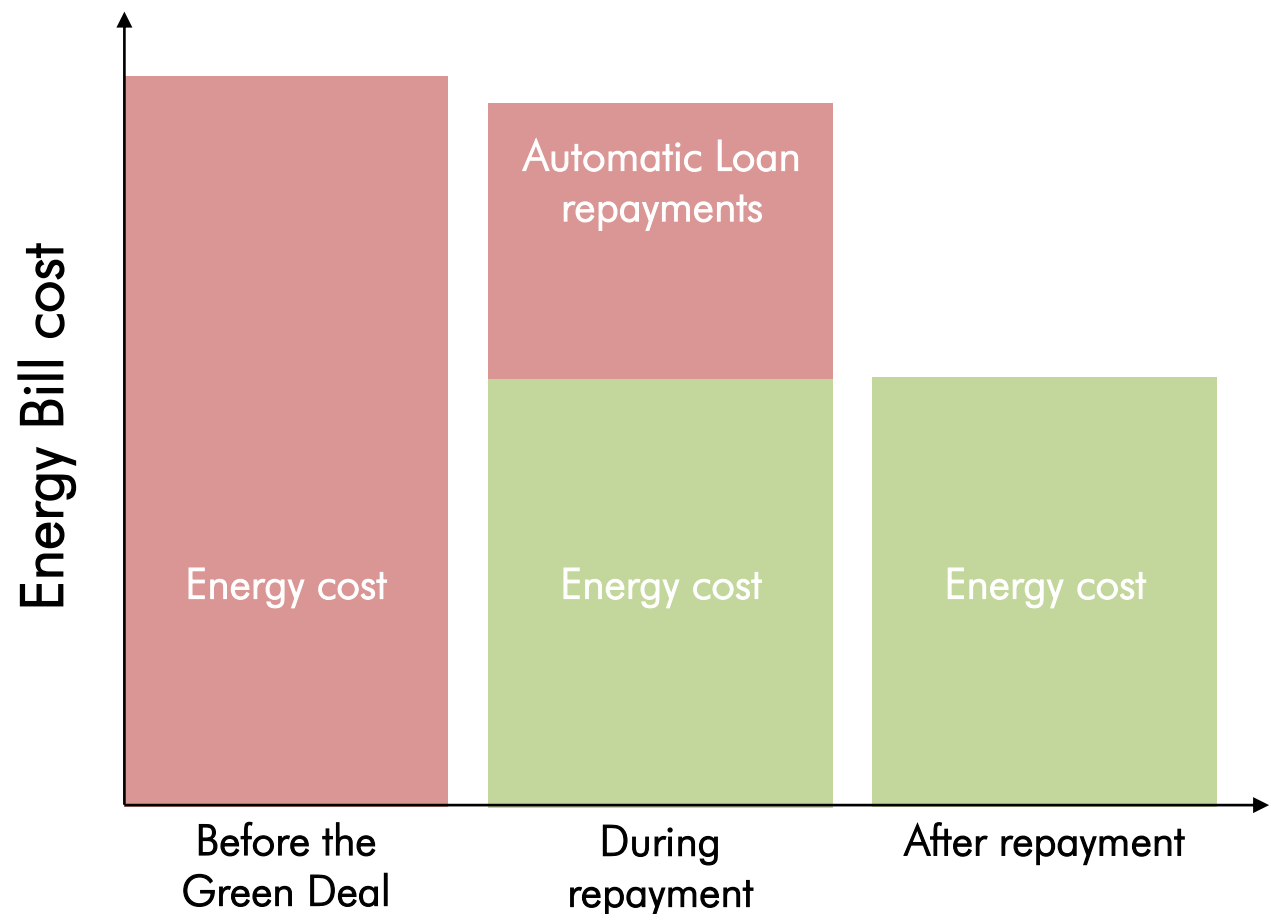 Energy Bill cost
Automatic Loan
repayments
Energy cost
Energy cost
Energy cost
Before the
Green Deal
During
repayment
After repayment